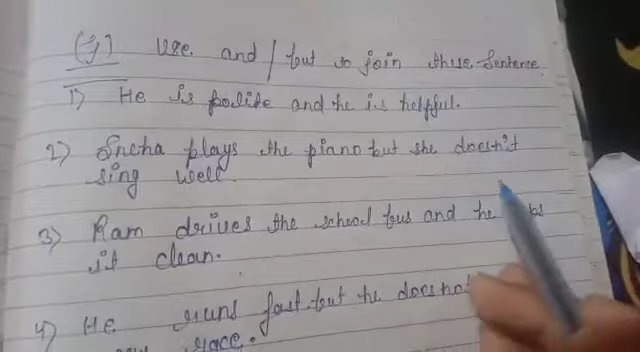 (g) Use and / but to join these sentence.
1) He is polite and he is helpful.
2) Sneha plays the piano but she doesn't
sing well.
3) Ram drives the school bus and he
it clean.
4) He runs fast but he does not
race.